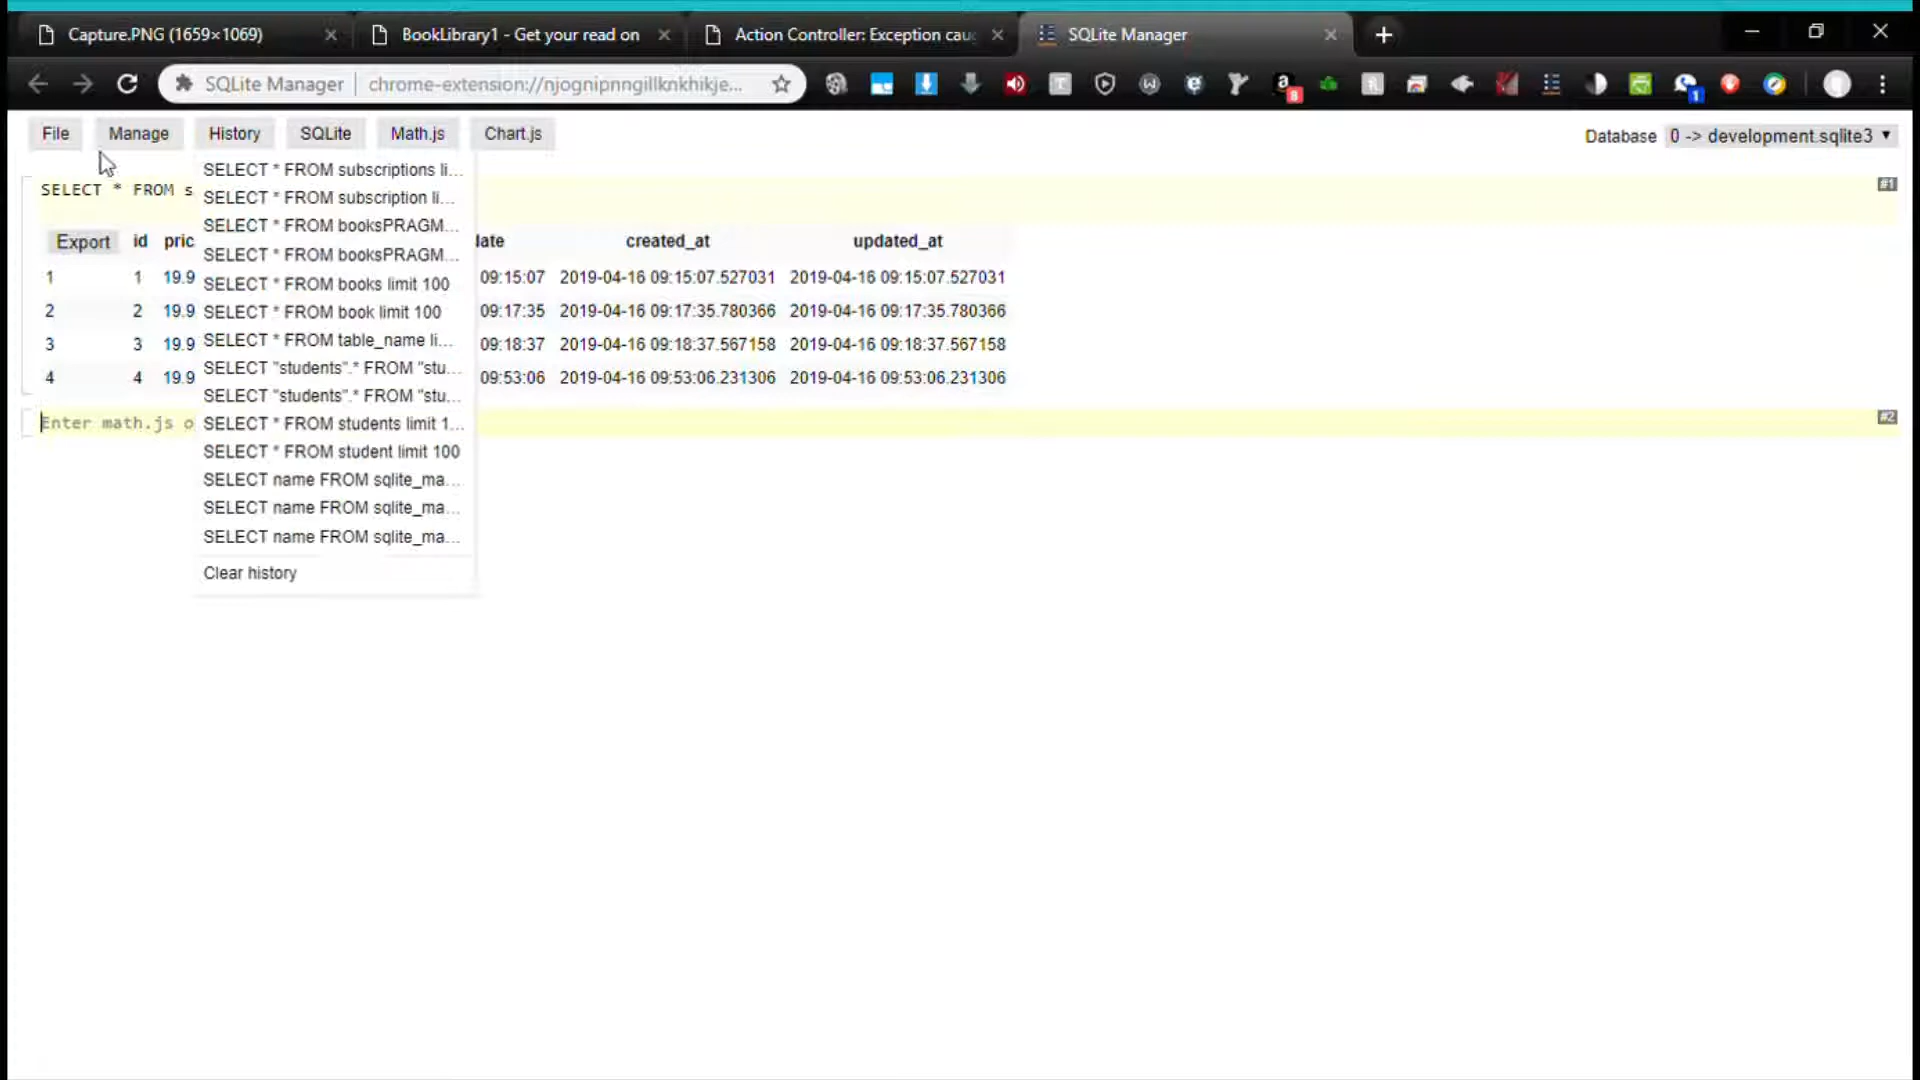 Capture.PNG (1659×1069)
BookLibrary1 - Get your read on
Action Controller: Exception cau
SQLite Manager
SQLite Manager
chrome-extension://njognipnngillknkhikje...
8
1
File
Manage
History
SQLite
Math.js
Chart.js
Database
0 -> development.sqlite3
SELECT * FROM s
#1
SELECT * FROM subscriptions li...
SELECT * FROM subscription li...
SELECT * FROM booksPRAGM...
SELECT * FROM booksPRAGM...
SELECT * FROM books limit 100
SELECT * FROM book limit 100
SELECT * FROM table_name li...
SELECT "students".* FROM "stu...
SELECT "students".* FROM "stu...
SELECT * FROM students limit 1...
SELECT * FROM student limit 100
SELECT name FROM sqlite_ma...
SELECT name FROM sqlite_ma...
SELECT name FROM sqlite_ma...
Clear history
Export id pric date created_at updated_at
1 1 19.9 09:15:07 2019-04-16 09:15:07.527031 2019-04-16 09:15:07.527031
2 2 19.9 09:17:35 2019-04-16 09:17:35.780366 2019-04-16 09:17:35.780366
3 3 19.9 09:18:37 2019-04-16 09:18:37.567158 2019-04-16 09:18:37.567158
4 4 19.9 09:53:06 2019-04-16 09:53:06.231306 2019-04-16 09:53:06.231306
Enter math.js o
#2